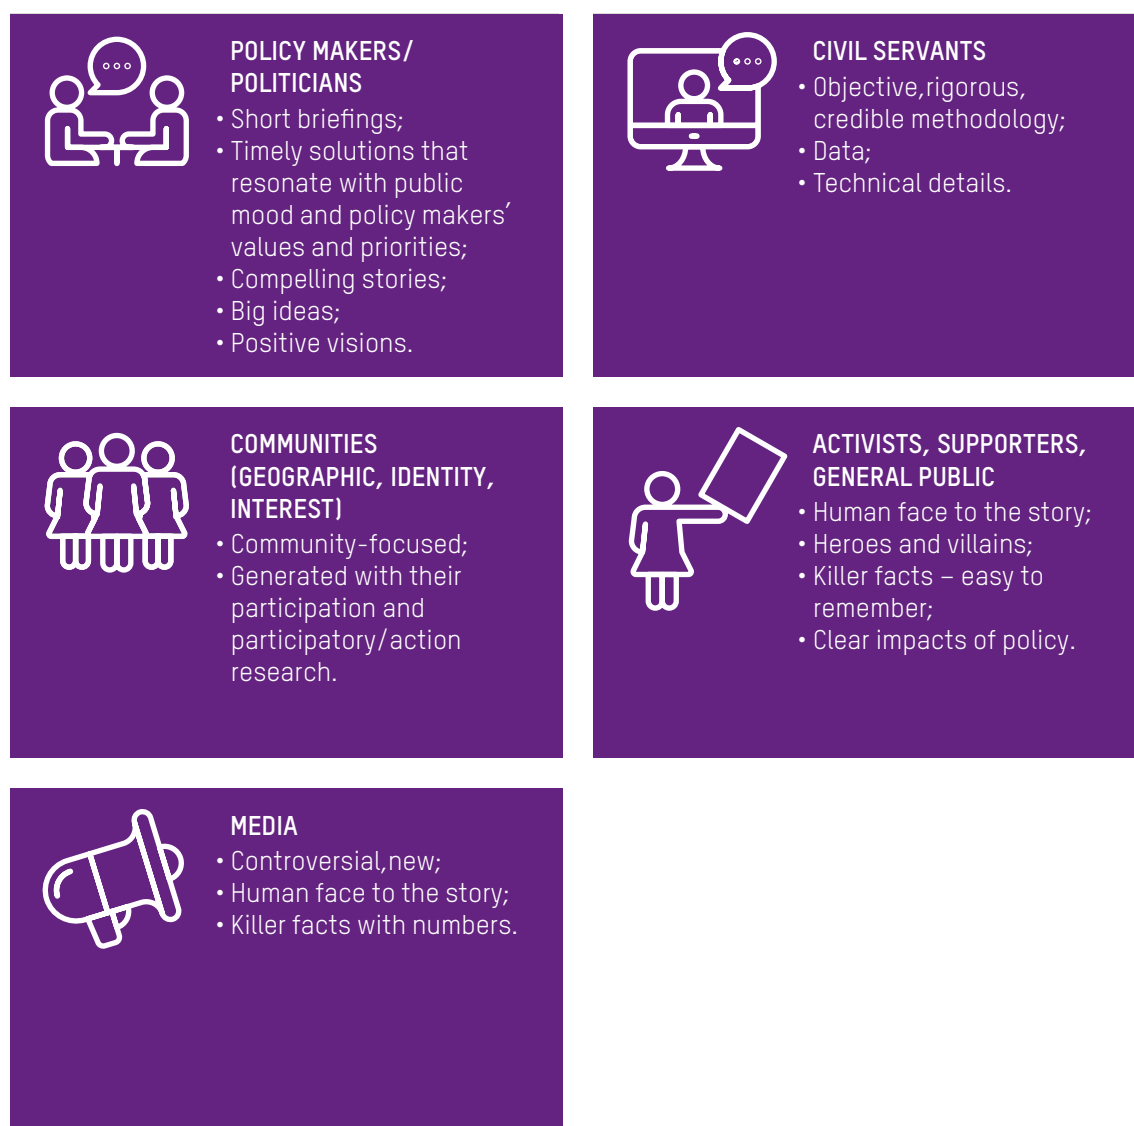 POLICY MAKERS/
POLITICIANS
• Short briefings;
• Timely solutions that
resonate with public
mood and policy makers’
values and priorities;
• Compelling stories;
• Big ideas;
• Positive visions.
CIVIL SERVANTS
• Objective,rigorous,
credible methodology;
• Data;
• Technical details.
COMMUNITIES
(GEOGRAPHIC, IDENTITY,
INTEREST)
• Community-focused;
• Generated with their
participation and
participatory/action
research.
ACTIVISTS, SUPPORTERS,
GENERAL PUBLIC
• Human face to the story;
• Heroes and villains;
• Killer facts – easy to
remember;
• Clear impacts of policy.
MEDIA
• Controversial,new;
• Human face to the story;
• Killer facts with numbers.